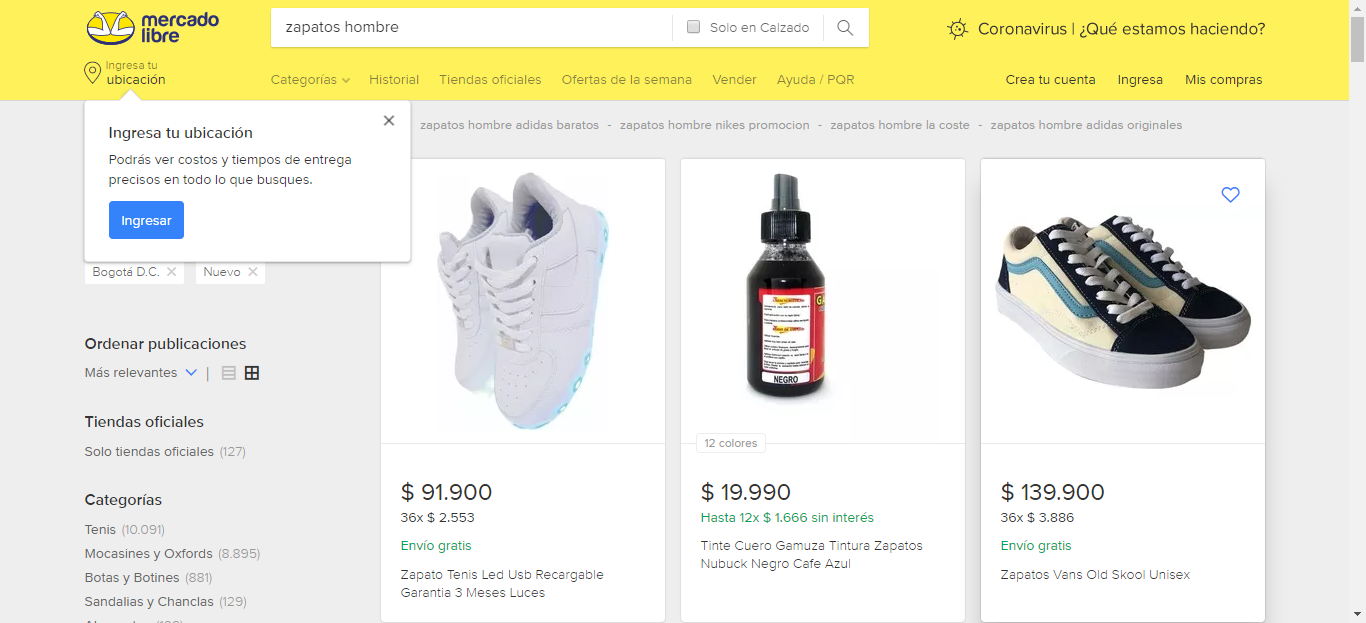 mercado
libre
zapatos hombre
Solo en Calzado
Coronavirus | ¿Qué estamos haciendo?
Ingresa tu
ubicación
Categorías
Historial
Tiendas oficiales
Ofertas de la semana
Vender
Ayuda / PQR
Crea tu cuenta
Ingresa
Mis compras
Ingresa tu ubicación
Podrás ver costos y tiempos de entrega
precisos en todo lo que busques.
Ingresar
zapatos hombre adidas baratos - zapatos hombre nikes promocion - zapatos hombre la coste - zapatos hombre adidas originales
Bogotá D.C.
Nuevo
Ordenar publicaciones
Más relevantes
Tiendas oficiales
Solo tiendas oficiales (127)
Categorías
Tenis (10.091)
Mocasines y Oxfords (8.895)
Botas y Botines (881)
Sandalias y Chanclas (129)
$ 91.900
36x $ 2.553
Envío gratis
Zapato Tenis Led Usb Recargable
Garantia 3 Meses Luces
NEGRO
12 colores
$ 19.990
Hasta 12x $ 1.666 sin interés
Tinte Cuero Gamuza Tintura Zapatos
Nubuck Negro Cafe Azul
$ 139.900
36x $ 3.886
Envío gratis
Zapatos Vans Old Skool Unisex